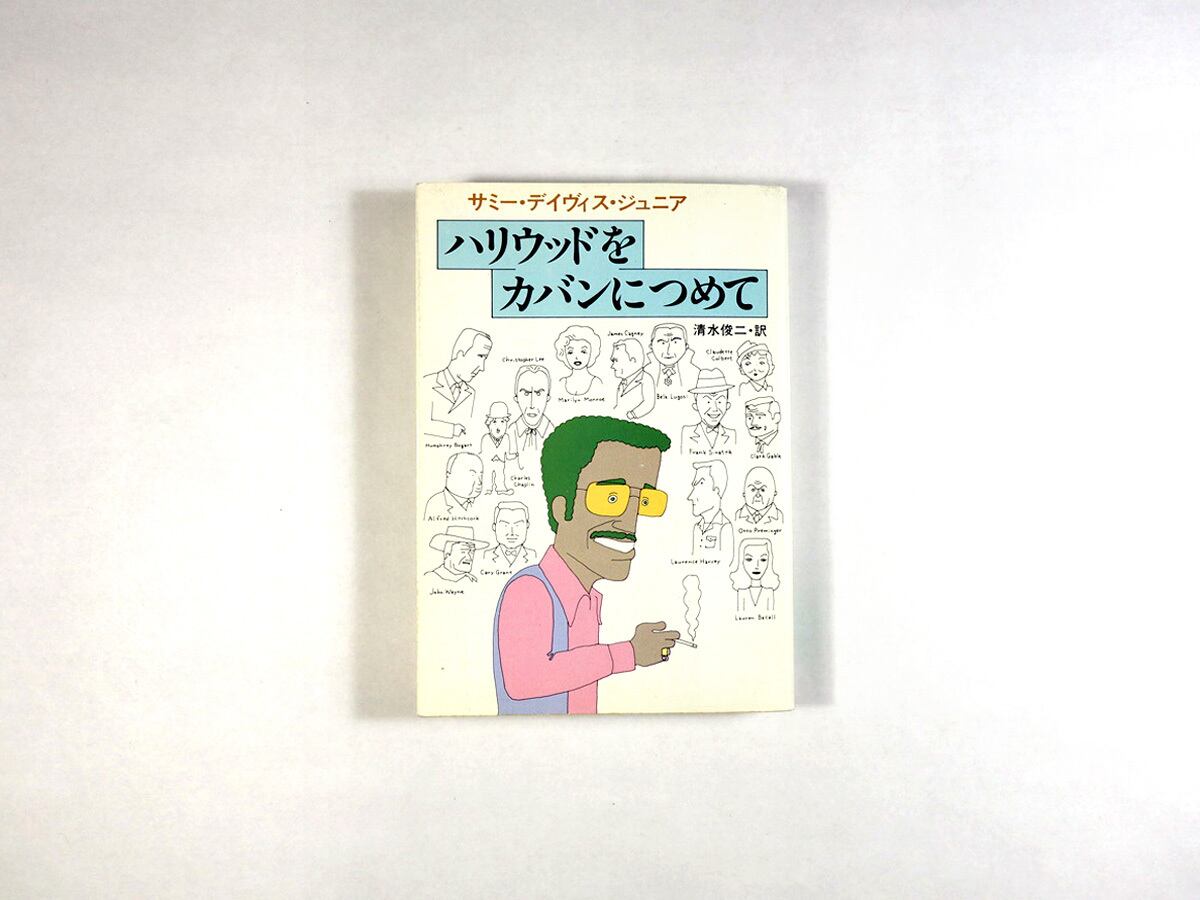 サミー・デイヴィス・ジュニア
ハリウッドを
カバンにつめて
清水俊二・訳
James Cagney
Christopher Lee
Claudette
Colbert
Marilyn Monroe
Bela Lugosi
Humphrey Bogart
Frank Sinatra
Clark Gable
Charles
Chaplin
Alfred Hitchcock
Otto Preminger
Cary Grant
Laurence Harvey
John Wayne
Lauren Bacall